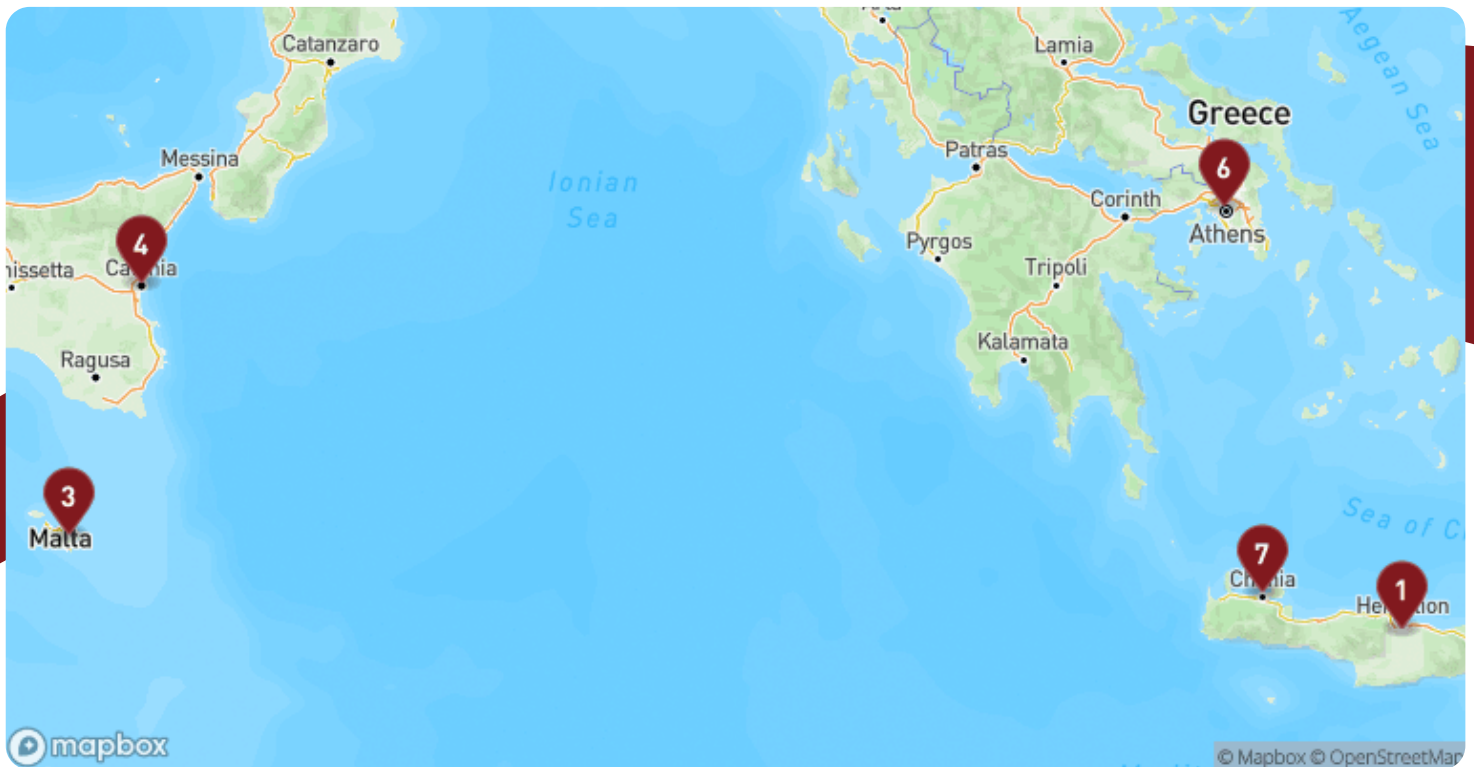 Catanzaro
Lamia
Aegean Sea
Greece
Messina
Ionian
Sea
Patras
6
Corinth
Athens
4
Pyrgos
Tripoli
Kalamata
Ragusa
3
Malta
Sea of C
7
1
mapbox
© Mapbox © OpenStreetMap